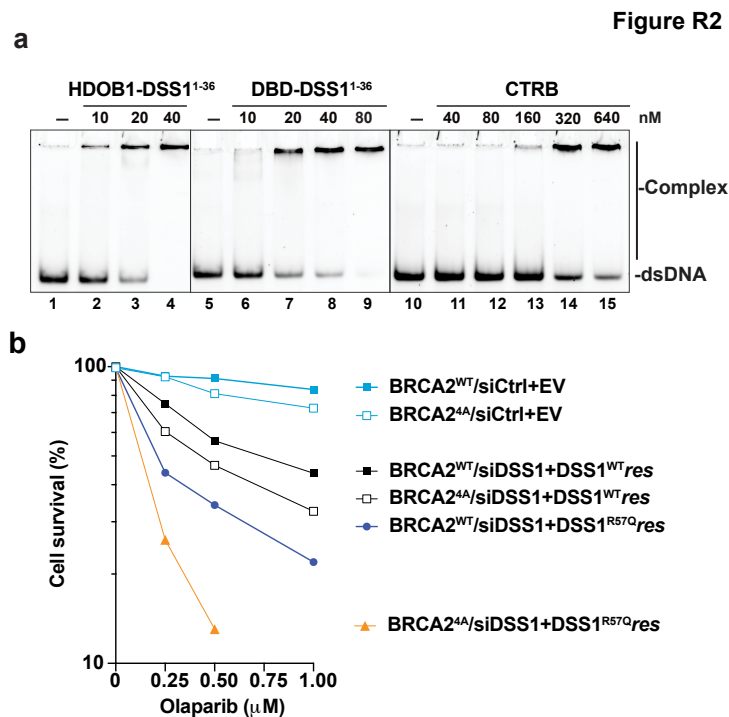 Figure R2
a
HDOB1-DSS1¹⁻³⁶ DBD-DSS1¹⁻³⁶ CTRB
– 10 20 40 – 10 20 40 80 – 40 80 160 320 640 nM
-Complex
-dsDNA
1 2 3 4 5 6 7 8 9 10 11 12 13 14 15
b
100
10
Cell survival (%)
0 0.25 0.50 0.75 1.00
Olaparib (μM)
BRCA2ᵂᵀ/siCtrl+EV
BRCA2⁴ᴬ/siCtrl+EV
BRCA2ᵂᵀ/siDSS1+DSS1ᵂᵀres
BRCA2⁴ᴬ/siDSS1+DSS1ᵂᵀres
BRCA2ᵂᵀ/siDSS1+DSS1ᴿ⁵⁷Qres
BRCA2⁴ᴬ/siDSS1+DSS1ᴿ⁵⁷Qres